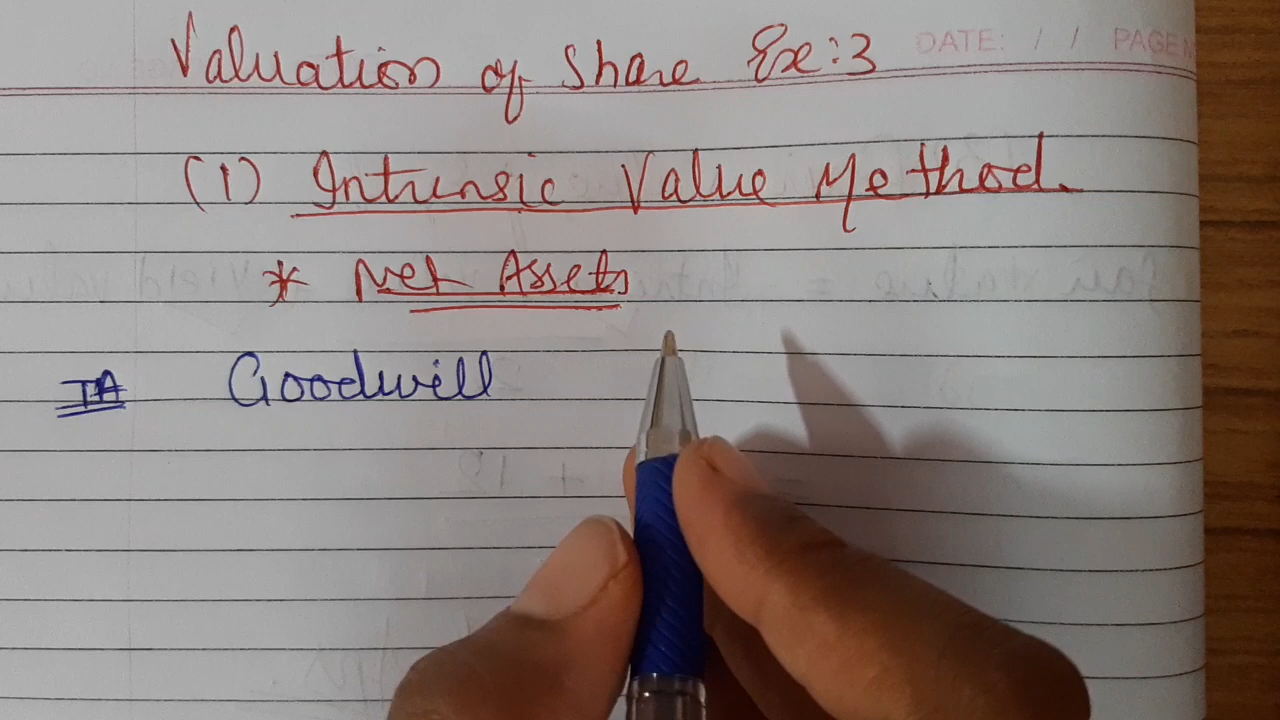 DATE: / / PAGE
Valuation of Share Ex:3
(1) Intrinsic Value Method.
* Net Assets
IA Goodwill